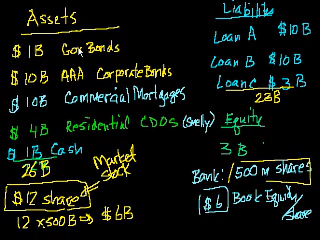 Assets
$1B Gov Bonds
$10B AAA Corporate Bonds
$10B Commercial Mortgages
$4B Residential CDOs (Smelly)
$1B Cash
26B
Market
Stock
$12 share
12 × 500B ⇒ $6B
Liabilities
Loan A $10B
Loan B $10B
Loan C $3B
23B
Equity
3B
Bank: 500m shares
$6 Book Equity
share